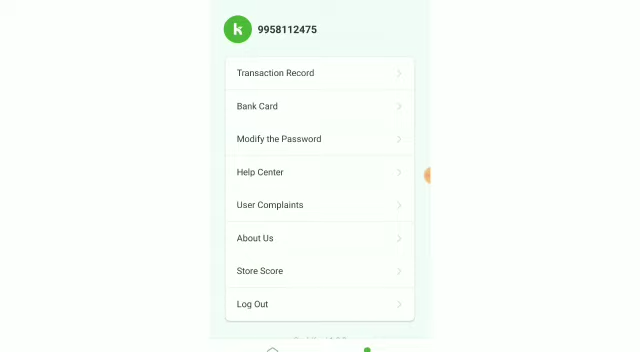 k 9958112475
Transaction Record
Bank Card
Modify the Password
Help Center
User Complaints
About Us
Store Score
Log Out